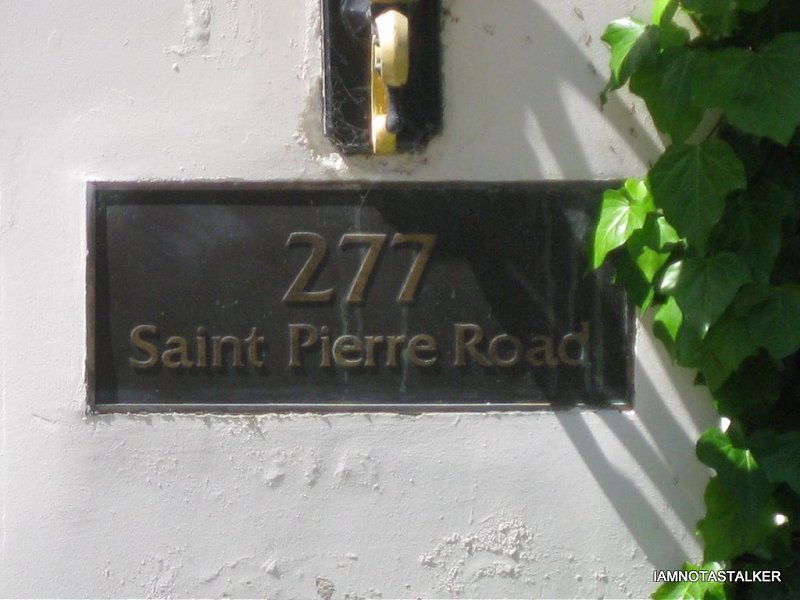 277
Saint Pierre Road
IAMNOTASTALKER